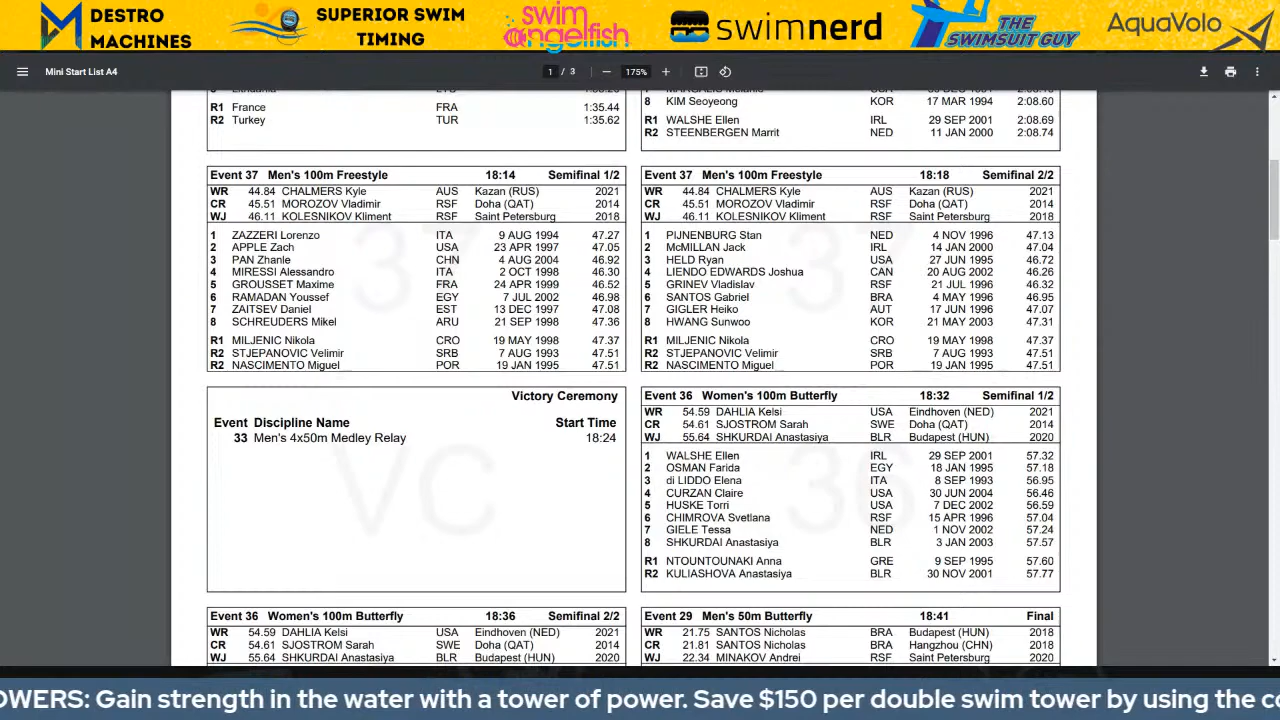 DESTRO
MACHINES
SUPERIOR SWIM
TIMING
swim
angelfish
swimnerd
THE
SWIMSUIT GUY
AquaVolo
Mini Start List A4
1 / 3
175%
R1 France FRA 1:35.44
R2 Turkey TUR 1:35.62
8 KIM Seoyeong KOR 17 MAR 1994 2:08.60
R1 WALSHE Ellen IRL 29 SEP 2001 2:08.69
R2 STEENBERGEN Marrit NED 11 JAN 2000 2:08.74
Event 37 Men's 100m Freestyle 18:14 Semifinal 1/2
WR 44.84 CHALMERS Kyle AUS Kazan (RUS) 2021
CR 45.51 MOROZOV Vladimir RSF Doha (QAT) 2014
WJ 46.11 KOLESNIKOV Kliment RSF Saint Petersburg 2018
1 ZAZZERI Lorenzo ITA 9 AUG 1994 47.27
2 APPLE Zach USA 23 APR 1997 47.05
3 PAN Zhanle CHN 4 AUG 2004 46.92
4 MIRESSI Alessandro ITA 2 OCT 1998 46.30
5 GROUSSET Maxime FRA 24 APR 1999 46.52
6 RAMADAN Youssef EGY 7 JUL 2002 46.98
7 ZAITSEV Daniel EST 13 DEC 1997 47.08
8 SCHREUDERS Mikel ARU 21 SEP 1998 47.36
R1 MILJENIC Nikola CRO 19 MAY 1998 47.37
R2 STJEPANOVIC Velimir SRB 7 AUG 1993 47.51
R2 NASCIMENTO Miguel POR 19 JAN 1995 47.51
37
Event 37 Men's 100m Freestyle 18:18 Semifinal 2/2
WR 44.84 CHALMERS Kyle AUS Kazan (RUS) 2021
CR 45.51 MOROZOV Vladimir RSF Doha (QAT) 2014
WJ 46.11 KOLESNIKOV Kliment RSF Saint Petersburg 2018
1 PIJNENBURG Stan NED 4 NOV 1996 47.13
2 McMILLAN Jack IRL 14 JAN 2000 47.04
3 HELD Ryan USA 27 JUN 1995 46.72
4 LIENDO EDWARDS Joshua CAN 20 AUG 2002 46.26
5 GRINEV Vladislav RSF 21 JUL 1996 46.32
6 SANTOS Gabriel BRA 4 MAY 1996 46.95
7 GIGLER Heiko AUT 17 JUN 1996 47.07
8 HWANG Sunwoo KOR 21 MAY 2003 47.31
R1 MILJENIC Nikola CRO 19 MAY 1998 47.37
R2 STJEPANOVIC Velimir SRB 7 AUG 1993 47.51
R2 NASCIMENTO Miguel POR 19 JAN 1995 47.51
37
Victory Ceremony
Event Discipline Name Start Time
33 Men's 4x50m Medley Relay 18:24
VC
Event 36 Women's 100m Butterfly 18:32 Semifinal 1/2
WR 54.59 DAHLIA Kelsi USA Eindhoven (NED) 2021
CR 54.61 SJOSTROM Sarah SWE Doha (QAT) 2014
WJ 55.64 SHKURDAI Anastasiya BLR Budapest (HUN) 2020
1 WALSHE Ellen IRL 29 SEP 2001 57.32
2 OSMAN Farida EGY 18 JAN 1995 57.18
3 di LIDDO Elena ITA 8 SEP 1993 56.95
4 CURZAN Claire USA 30 JUN 2004 56.46
5 HUSKE Torri USA 7 DEC 2002 56.59
6 CHIMROVA Svetlana RSF 15 APR 1996 57.04
7 GIELE Tessa NED 1 NOV 2002 57.24
8 SHKURDAI Anastasiya BLR 3 JAN 2003 57.57
R1 NTOUNTOUNAKI Anna GRE 9 SEP 1995 57.60
R2 KULIASHOVA Anastasiya BLR 30 NOV 2001 57.77
36
Event 36 Women's 100m Butterfly 18:36 Semifinal 2/2
WR 54.59 DAHLIA Kelsi USA Eindhoven (NED) 2021
CR 54.61 SJOSTROM Sarah SWE Doha (QAT) 2014
WJ 55.64 SHKURDAI Anastasiya BLR Budapest (HUN) 2020
Event 29 Men's 50m Butterfly 18:41 Final
WR 21.75 SANTOS Nicholas BRA Budapest (HUN) 2018
CR 21.81 SANTOS Nicholas BRA Hangzhou (CHN) 2018
WJ 22.34 MINAKOV Andrei RSF Saint Petersburg 2020
OWERS: Gain strength in the water with a tower of power. Save $150 per double swim tower by using the